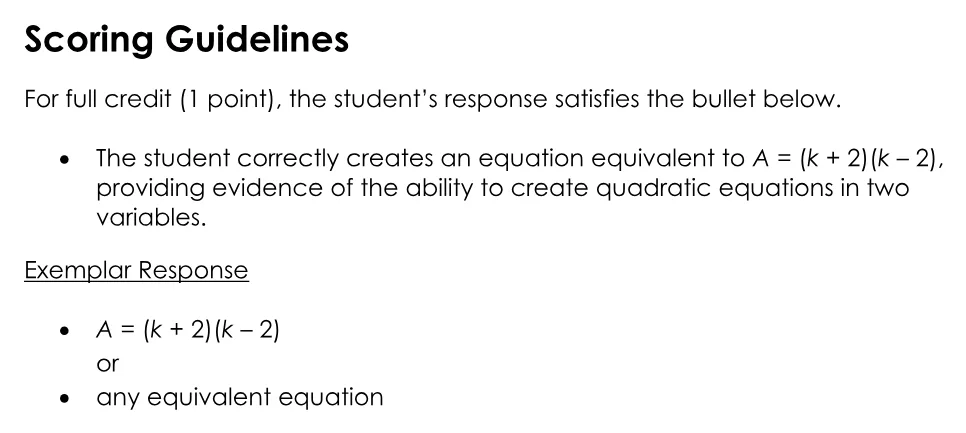 Scoring Guidelines
For full credit (1 point), the student's response satisfies the bullet below.
• The student correctly creates an equation equivalent to A = (k + 2)(k – 2),
providing evidence of the ability to create quadratic equations in two
variables.
Exemplar Response
• A = (k + 2)(k – 2)
or
• any equivalent equation